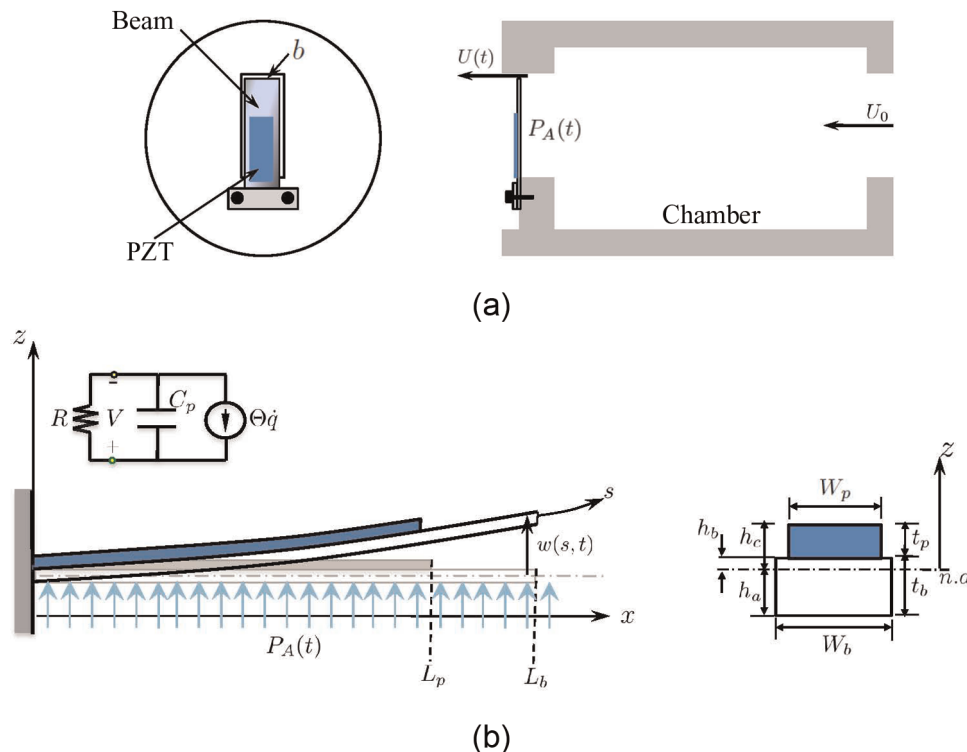 Beam
b
PZT
U(t)
P_A(t)
U_0
Chamber
(a)
z
R
V
−
+
C_p
Θq̇
s
w(s,t)
x
P_A(t)
L_p
L_b
z
W_p
h_b
h_c
t_p
n.a
h_a
t_b
W_b
(b)